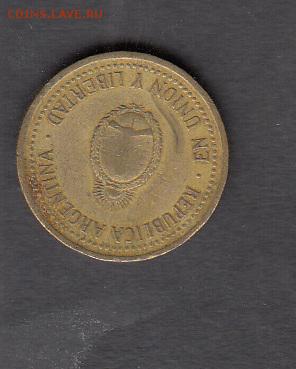 COINS.LAVE.RU
REPUBLICA ARGENTINA
EN UNION Y LIBERTAD